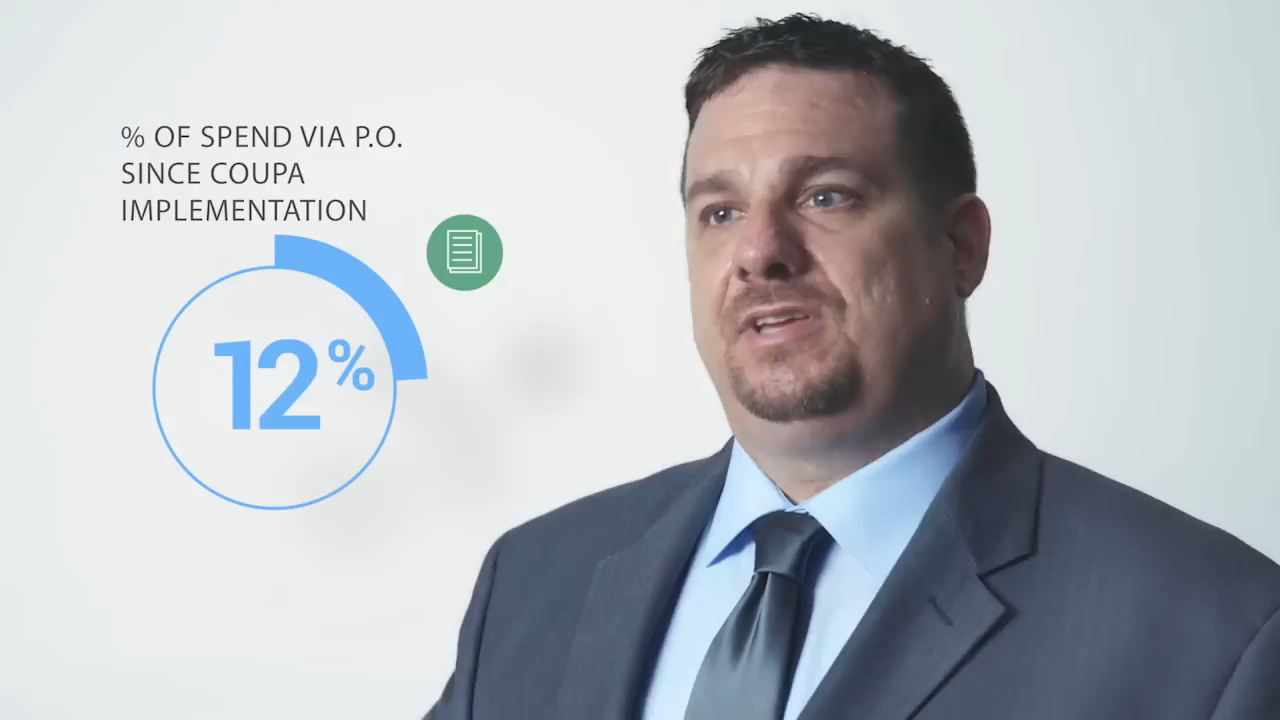 % OF SPEND VIA P.O.
SINCE COUPA
IMPLEMENTATION
12%